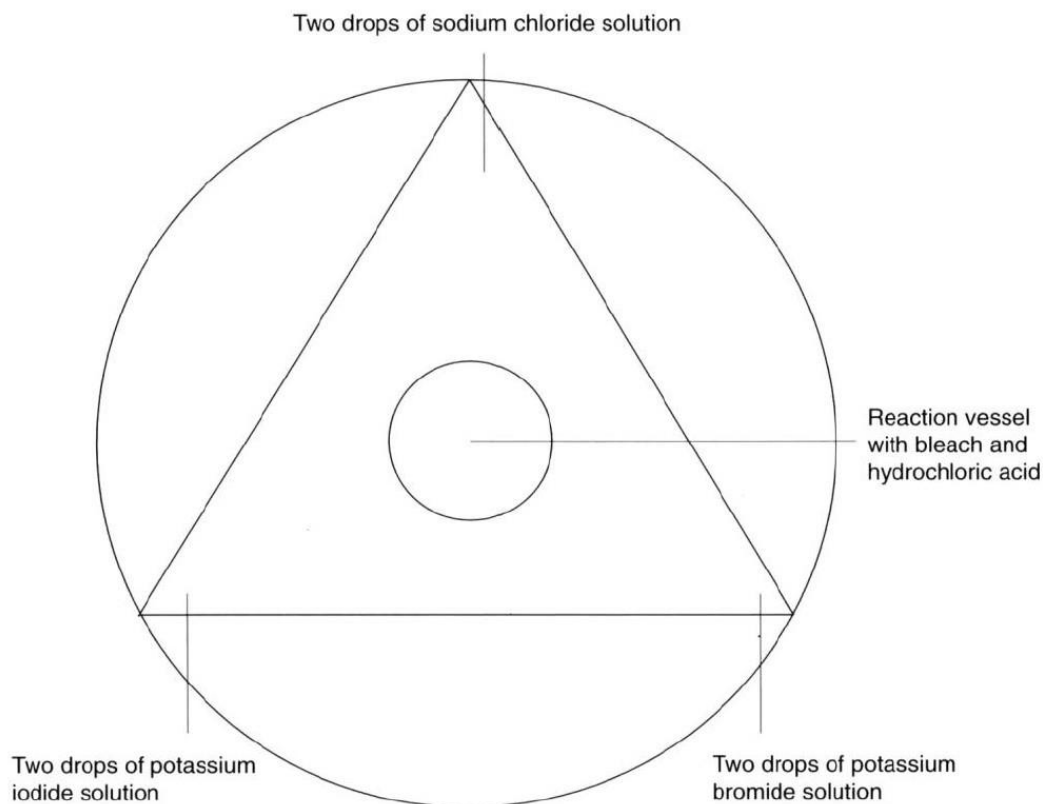 Two drops of sodium chloride solution
Reaction vessel
with bleach and
hydrochloric acid
Two drops of potassium
iodide solution
Two drops of potassium
bromide solution